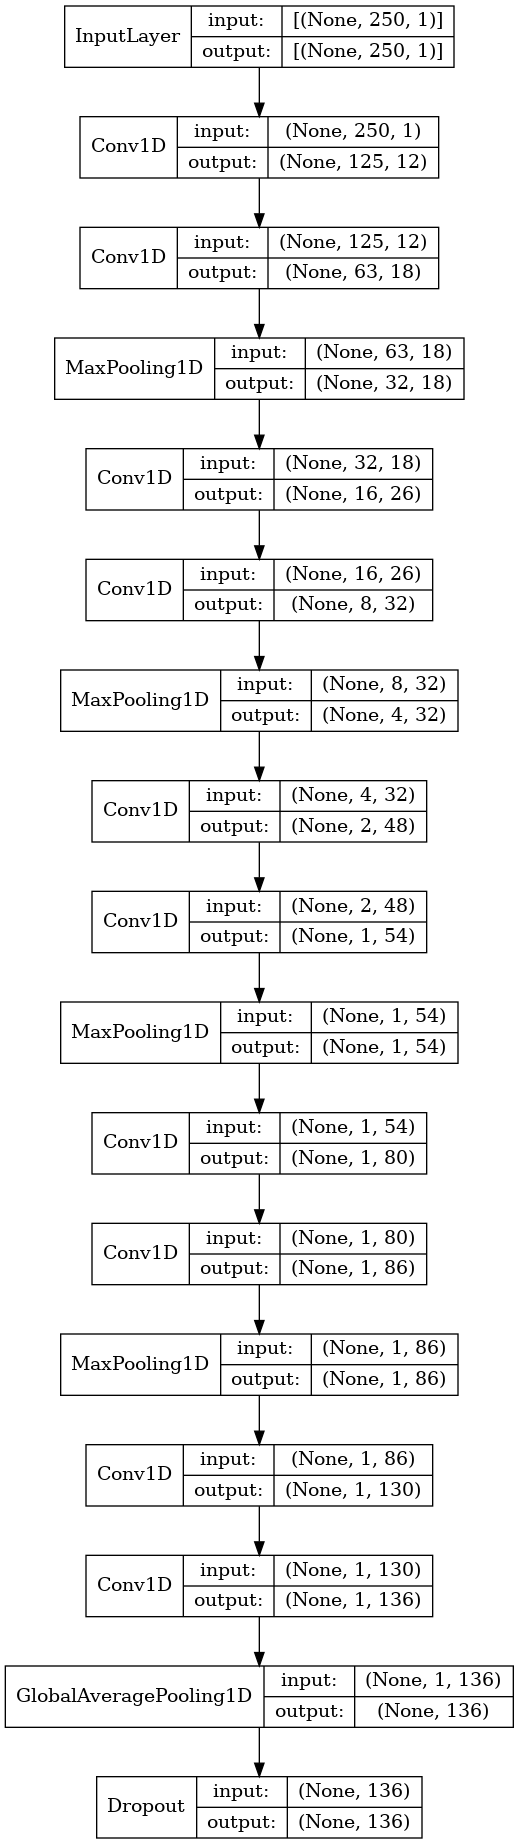 InputLayer input: [(None, 250, 1)]
output: [(None, 250, 1)]
Conv1D input: (None, 250, 1)
output: (None, 125, 12)
Conv1D input: (None, 125, 12)
output: (None, 63, 18)
MaxPooling1D input: (None, 63, 18)
output: (None, 32, 18)
Conv1D input: (None, 32, 18)
output: (None, 16, 26)
Conv1D input: (None, 16, 26)
output: (None, 8, 32)
MaxPooling1D input: (None, 8, 32)
output: (None, 4, 32)
Conv1D input: (None, 4, 32)
output: (None, 2, 48)
Conv1D input: (None, 2, 48)
output: (None, 1, 54)
MaxPooling1D input: (None, 1, 54)
output: (None, 1, 54)
Conv1D input: (None, 1, 54)
output: (None, 1, 80)
Conv1D input: (None, 1, 80)
output: (None, 1, 86)
MaxPooling1D input: (None, 1, 86)
output: (None, 1, 86)
Conv1D input: (None, 1, 86)
output: (None, 1, 130)
Conv1D input: (None, 1, 130)
output: (None, 1, 136)
GlobalAveragePooling1D input: (None, 1, 136)
output: (None, 136)
Dropout input: (None, 136)
output: (None, 136)